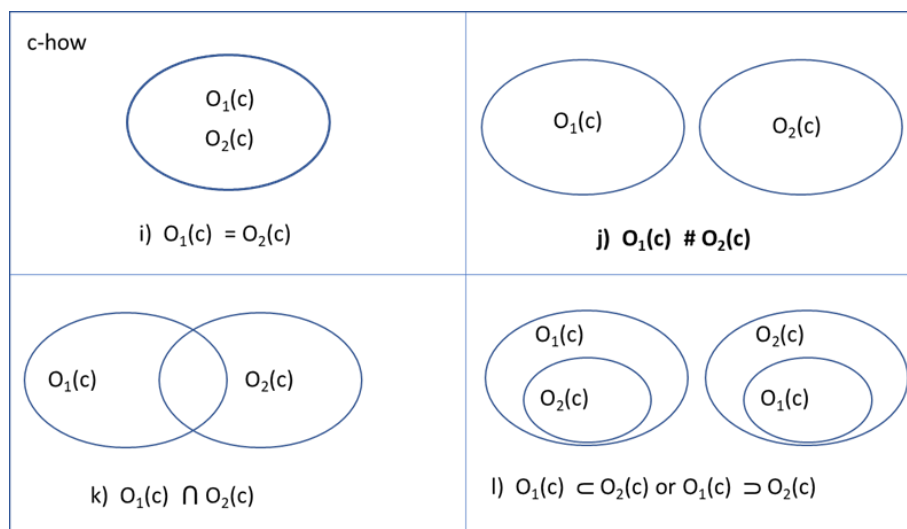 c-how
O₁(c)
O₂(c)
i) O₁(c) = O₂(c)
O₁(c)
O₂(c)
j) O₁(c) # O₂(c)
O₁(c)
O₂(c)
k) O₁(c) ⋂ O₂(c)
O₁(c)
O₂(c)
O₂(c)
O₁(c)
l) O₁(c) ⊂ O₂(c) or O₁(c) ⊃ O₂(c)